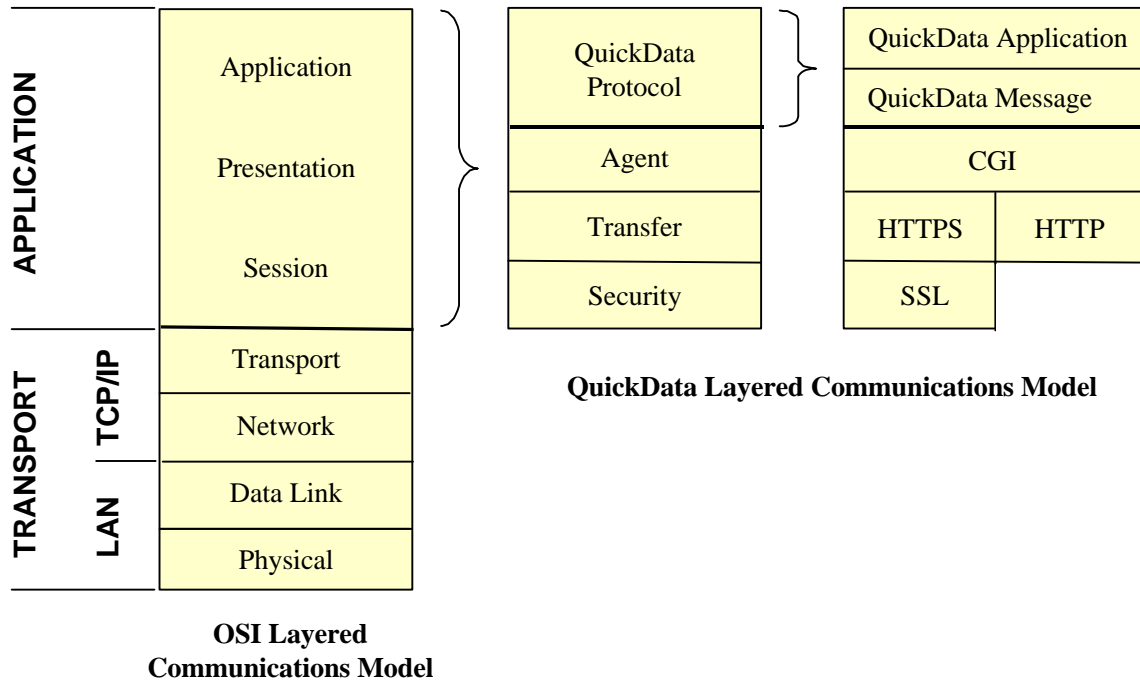 APPLICATION
TRANSPORT
TCP/IP
LAN
Application
Presentation
Session
Transport
Network
Data Link
Physical
OSI Layered
Communications Model
QuickData
Protocol
Agent
Transfer
Security
QuickData Application
QuickData Message
CGI
HTTPS
HTTP
SSL
QuickData Layered Communications Model